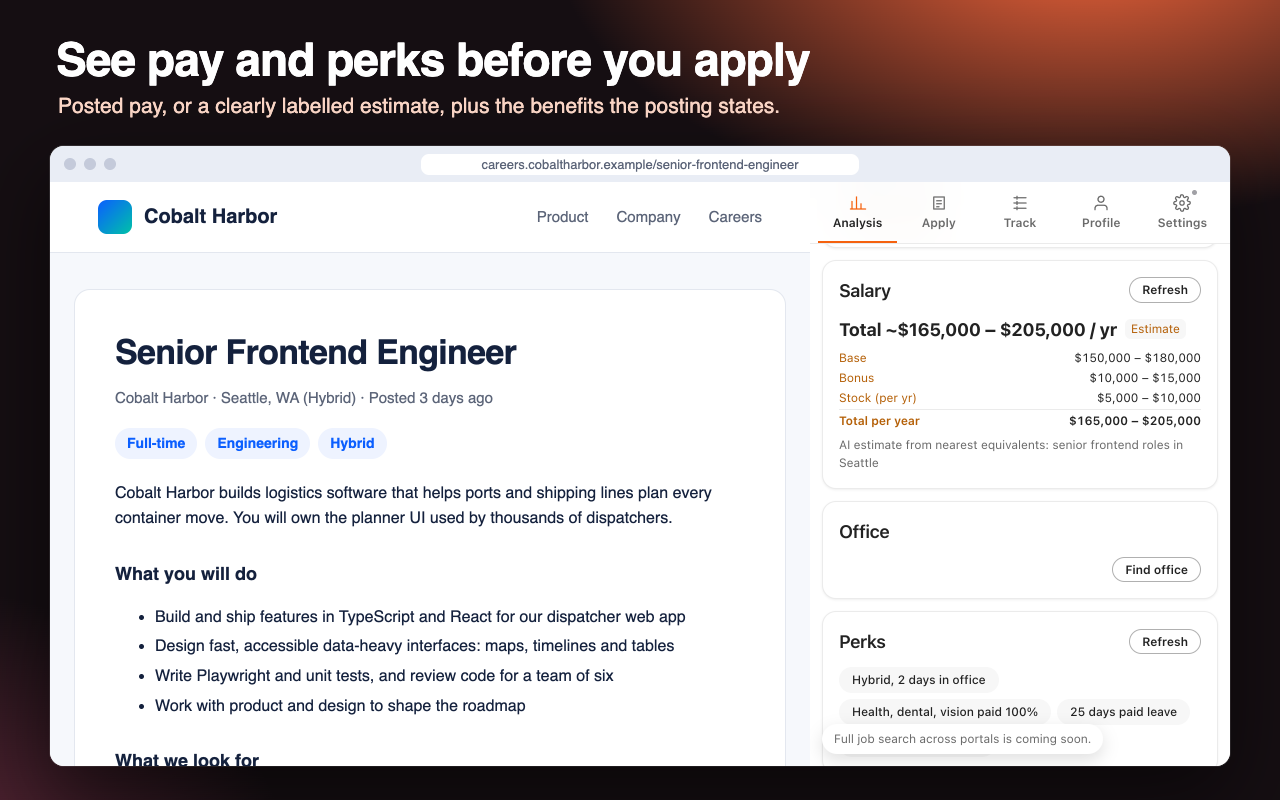 See pay and perks before you apply
Posted pay, or a clearly labelled estimate, plus the benefits the posting states.
careers.cobaltharbor.example/senior-frontend-engineer
Cobalt Harbor
Product
Company
Careers
Senior Frontend Engineer
Cobalt Harbor · Seattle, WA (Hybrid) · Posted 3 days ago
Full-time
Engineering
Hybrid
Cobalt Harbor builds logistics software that helps ports and shipping lines plan every
container move. You will own the planner UI used by thousands of dispatchers.
What you will do
• Build and ship features in TypeScript and React for our dispatcher web app
• Design fast, accessible data-heavy interfaces: maps, timelines and tables
• Write Playwright and unit tests, and review code for a team of six
• Work with product and design to shape the roadmap
What we look for
Analysis
Apply
Track
Profile
Settings
Salary
Refresh
Total ~$165,000 – $205,000 / yr
Estimate
Base $150,000 – $180,000
Bonus $10,000 – $15,000
Stock (per yr) $5,000 – $10,000
Total per year $165,000 – $205,000
AI estimate from nearest equivalents: senior frontend roles in
Seattle
Office
Find office
Perks
Refresh
Hybrid, 2 days in office
Health, dental, vision paid 100%
25 days paid leave
Full job search across portals is coming soon.